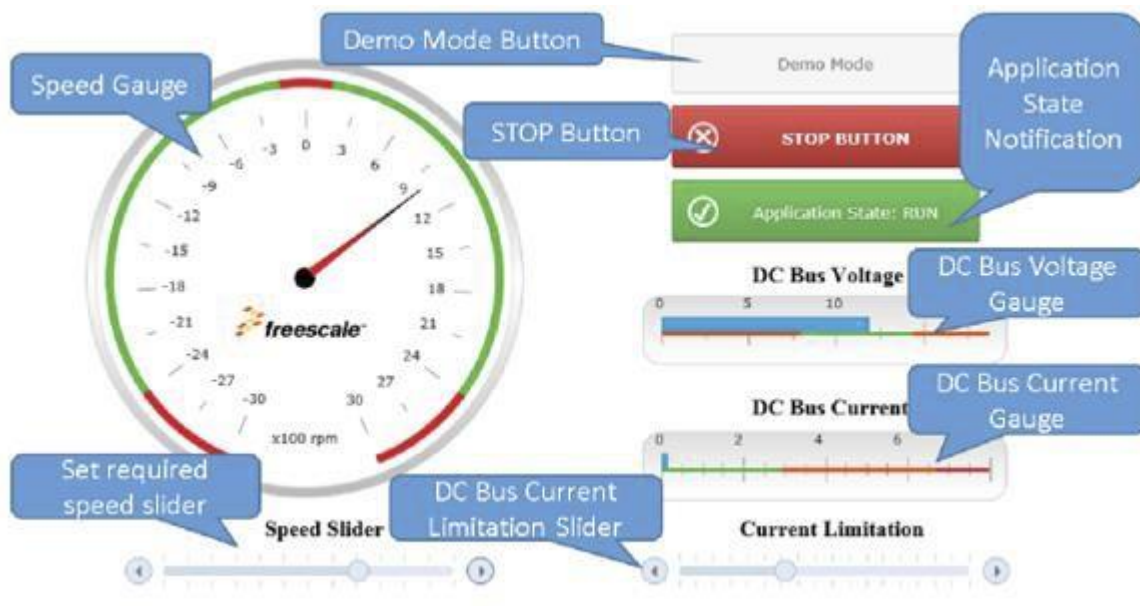 Demo Mode Button
Demo Mode
Application
State
Notification
Speed Gauge
STOP Button
STOP BUTTON
Application State: RUN
-30
-27
-24
-21
-18
-15
-12
-9
-6
-3
0
3
6
9
12
15
18
21
24
27
30
freescale™
x100 rpm
DC Bus Voltage
DC Bus Voltage
Gauge
0 5 10
DC Bus Current
DC Bus Current
Gauge
0 2 4 6
Set required
speed slider
DC Bus Current
Limitation Slider
Speed Slider
Current Limitation